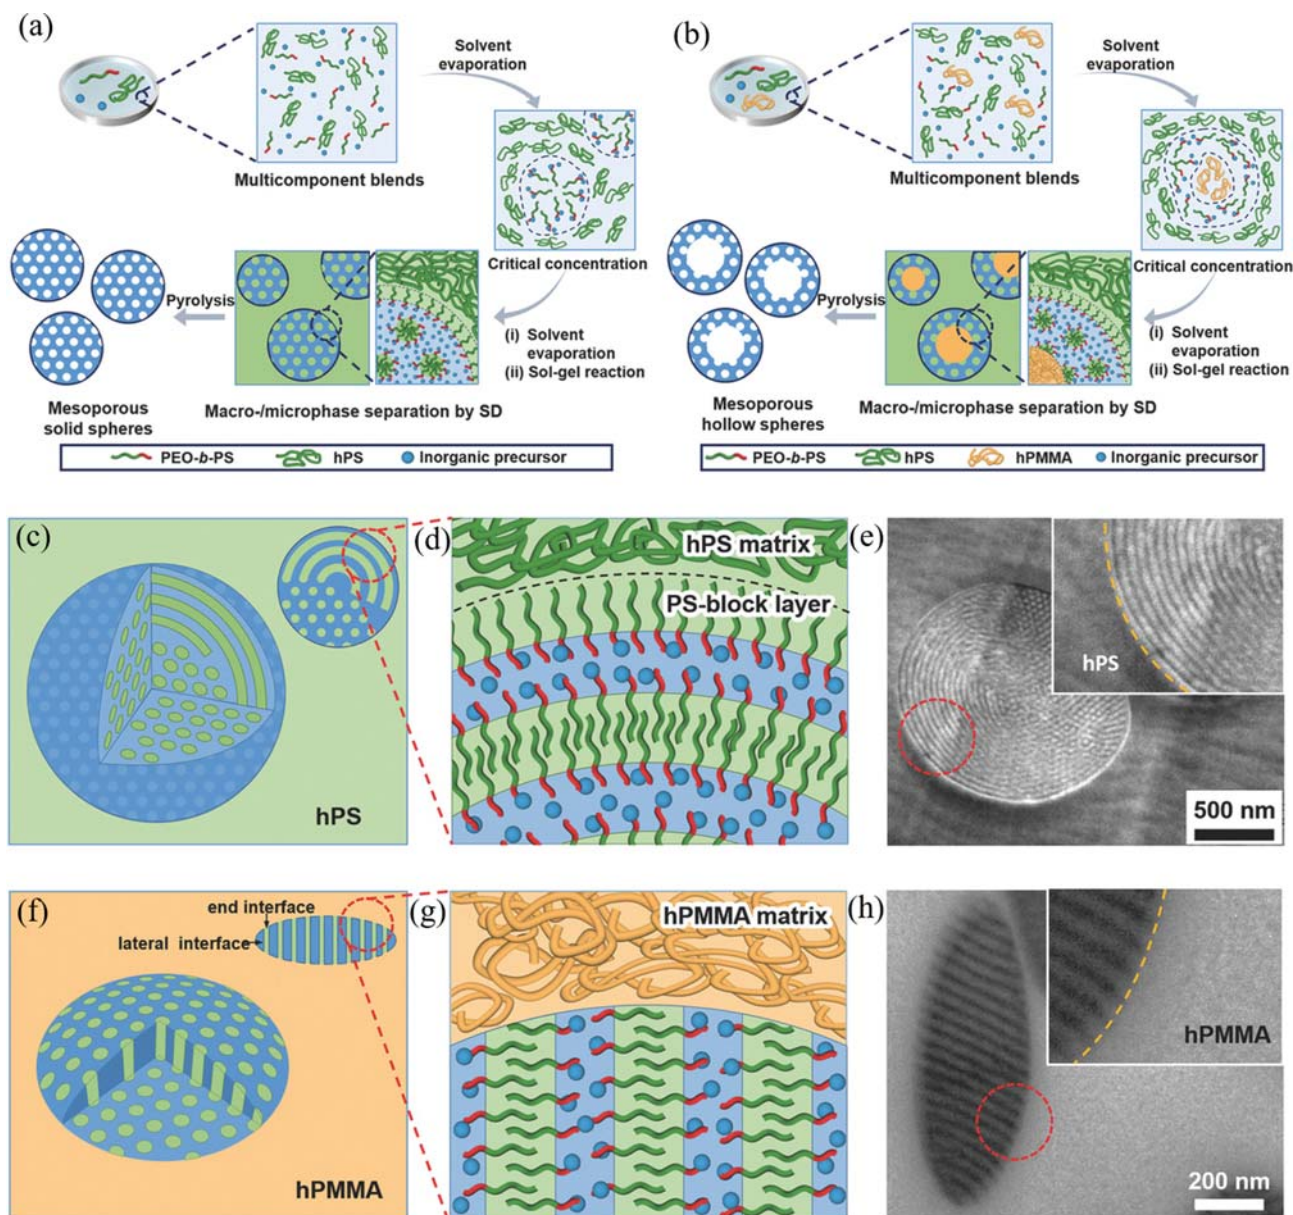 (a)
Solvent
evaporation
Multicomponent blends
Critical concentration
Pyrolysis
(i) Solvent
evaporation
(ii) Sol-gel reaction
Mesoporous
solid spheres
Macro-/microphase separation by SD
PEO-b-PS hPS Inorganic precursor
(b)
Solvent
evaporation
Multicomponent blends
Critical concentration
Pyrolysis
(i) Solvent
evaporation
(ii) Sol-gel reaction
Mesoporous
hollow spheres
Macro-/microphase separation by SD
PEO-b-PS hPS hPMMA Inorganic precursor
(c)
hPS
(d)
hPS matrix
PS-block layer
(e)
hPS
500 nm
(f)
end interface
lateral interface
hPMMA
(g)
hPMMA matrix
(h)
hPMMA
200 nm